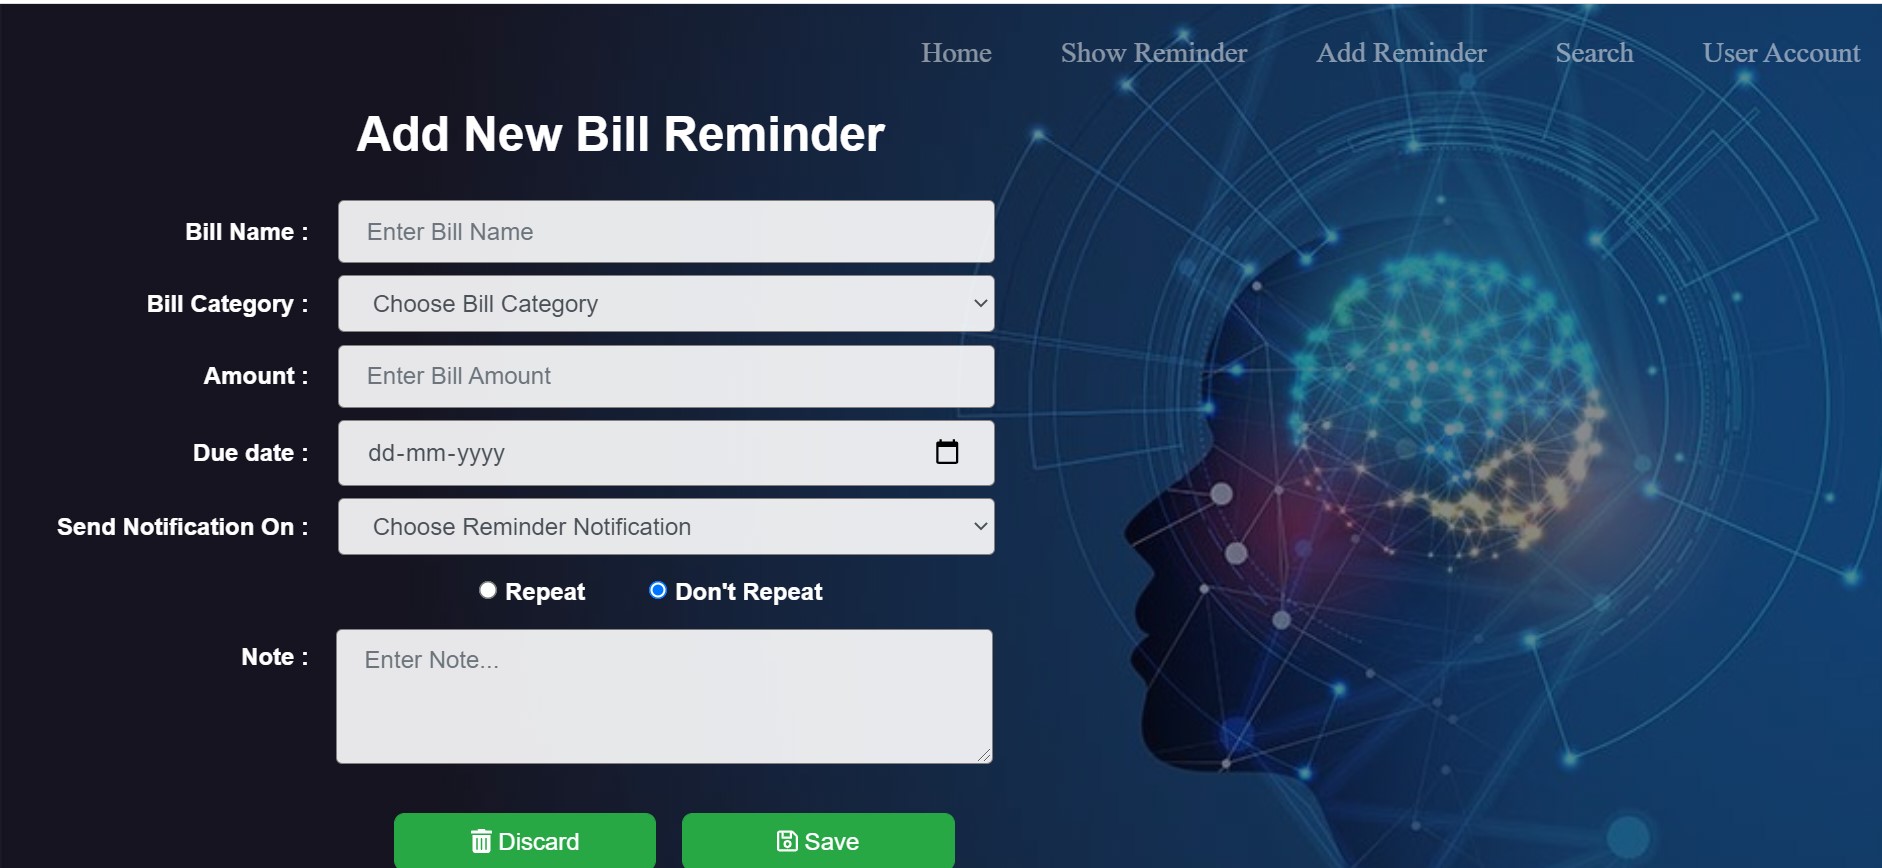 Home Show Reminder Add Reminder Search User Account
Add New Bill Reminder
Bill Name : Enter Bill Name
Bill Category : Choose Bill Category
Amount : Enter Bill Amount
Due date : dd-mm-yyyy
Send Notification On : Choose Reminder Notification
Repeat Don't Repeat
Note : Enter Note...
Discard Save